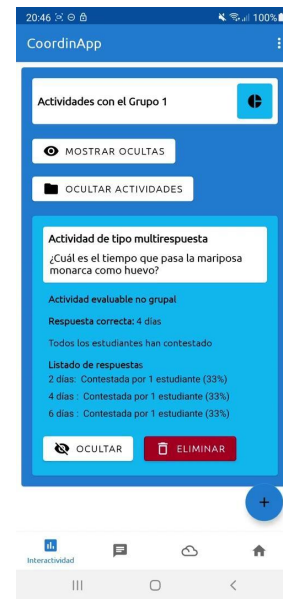 20:46 100%
CoordinApp
Actividades con el Grupo 1
MOSTRAR OCULTAS
OCULTAR ACTIVIDADES
Actividad de tipo multirespuesta
¿Cuál es el tiempo que pasa la mariposa
monarca como huevo?
Actividad evaluable no grupal
Respuesta correcta: 4 días
Todos los estudiantes han contestado
Listado de respuestas
2 días: Contestada por 1 estudiante (33%)
4 días : Contestada por 1 estudiante (33%)
6 días : Contestada por 1 estudiante (33%)
OCULTAR ELIMINAR
Interactividad